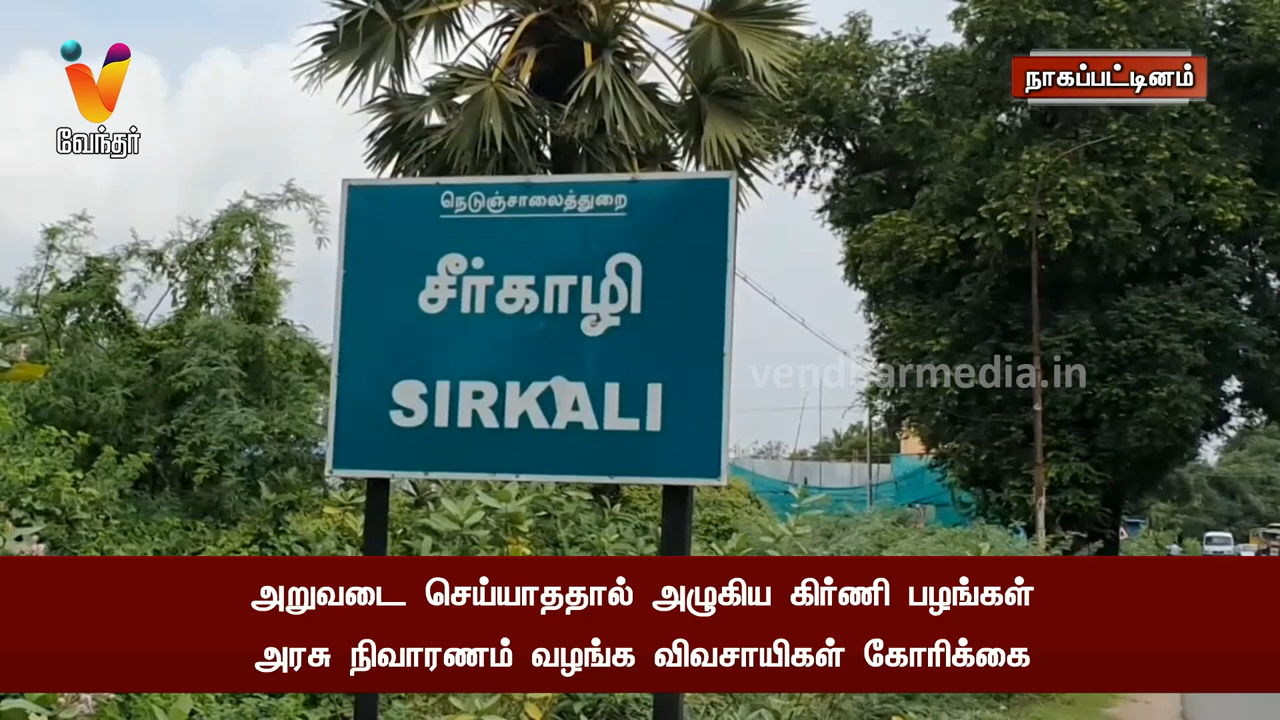 வேந்தர்
நாகப்பட்டினம்
நெடுஞ்சாலைத்துறை
சீர்காழி
SIRKALI
vendharmedia.in
அறுவடை செய்யாததால் அழுகிய கிர்ணி பழங்கள்
அரசு நிவாரணம் வழங்க விவசாயிகள் கோரிக்கை